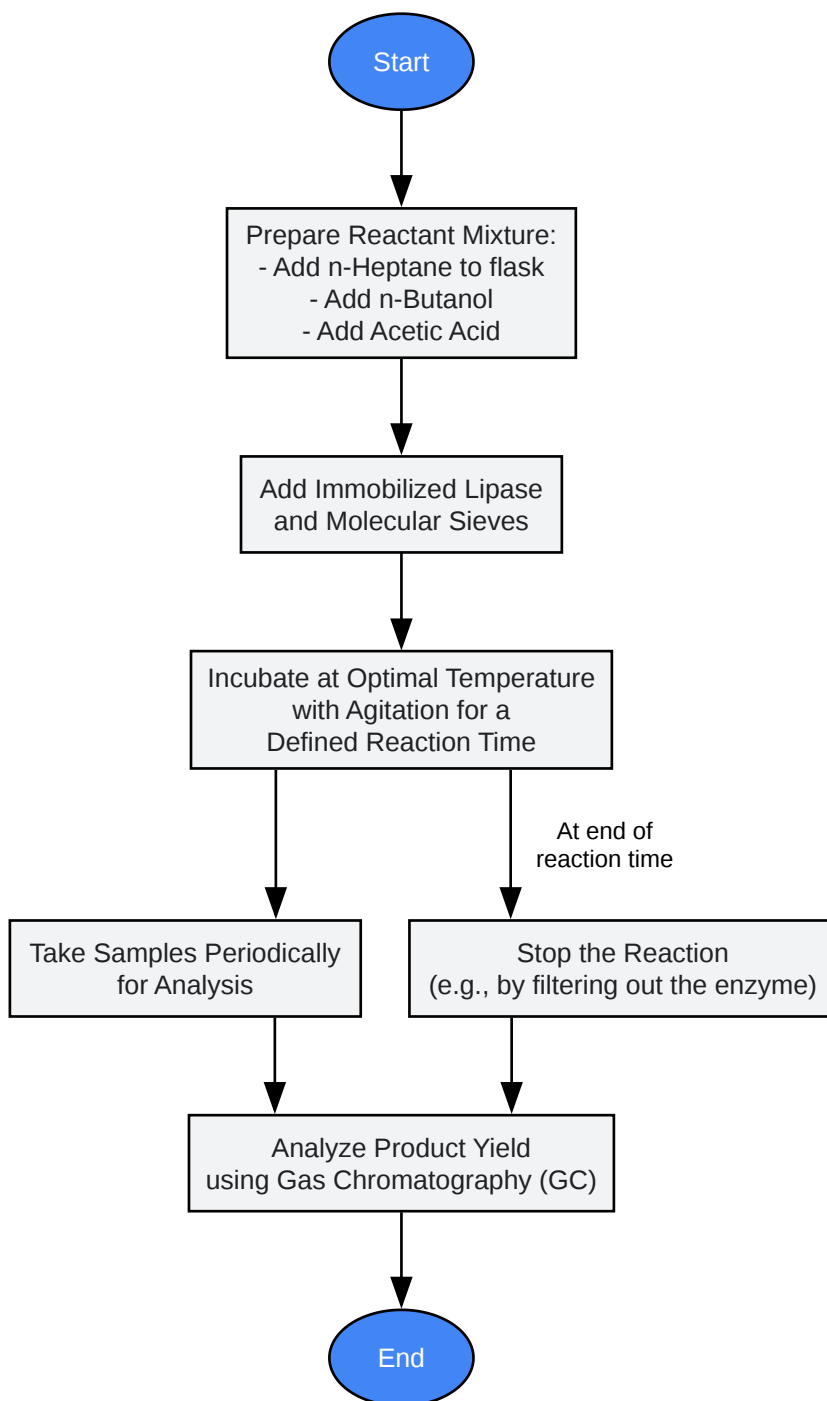 Start
Prepare Reactant Mixture:
- Add n-Heptane to flask
- Add n-Butanol
- Add Acetic Acid
Add Immobilized Lipase
and Molecular Sieves
Incubate at Optimal Temperature
with Agitation for a
Defined Reaction Time
At end of
reaction time
Take Samples Periodically
for Analysis
Stop the Reaction
(e.g., by filtering out the enzyme)
Analyze Product Yield
using Gas Chromatography (GC)
End